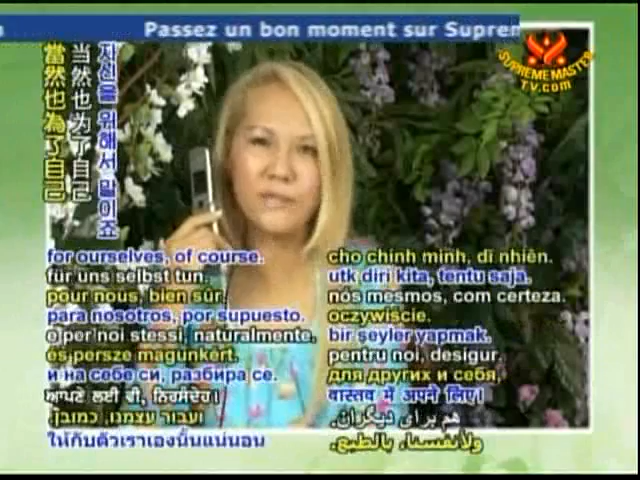 Passez un bon moment sur Suprem
SUPREME MASTER
TV.com
當然也為了自己
当然也为了自己
자신을 위해서 말이죠
for ourselves, of course.
für uns selbst tun.
pour nous, bien sûr.
para nosotros, por supuesto.
o per noi stessi, naturalmente.
és persze magunkért.
и на себе си, разбира се.
ਆਪਣੇ ਲਈ ਵੀ, ਨਿਰਸੰਦੇਹ।
ועבור עצמנו, כמובן.
ให้กับตัวเราเองนั้นแน่นอน
cho chính mình, dĩ nhiên.
utk diri kita, tentu saja.
nós mesmos, com certeza.
oczywiście.
bir şeyler yapmak.
pentru noi, desigur.
для других и себя,
वास्तव में अपने लिए।
هم برای دیگران.
ولأنفسنا، بالطبع.